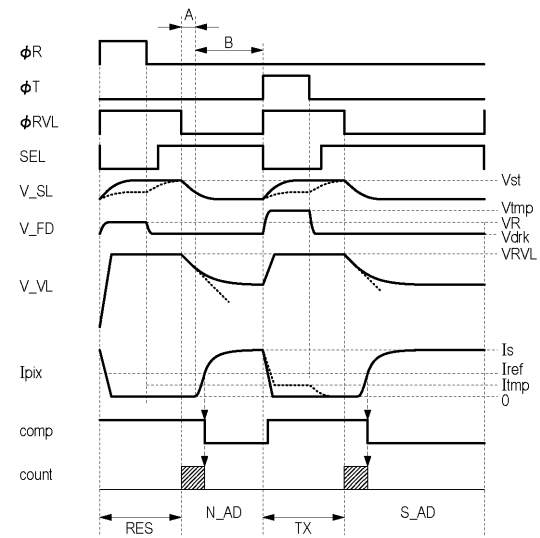 A
B
ϕR
ϕT
ϕRVL
SEL
V_SL
Vst
Vtmp
V_FD
VR
Vdrk
VRVL
V_VL
Is
Ipix
Iref
Itmp
0
comp
count
RES
N_AD
TX
S_AD